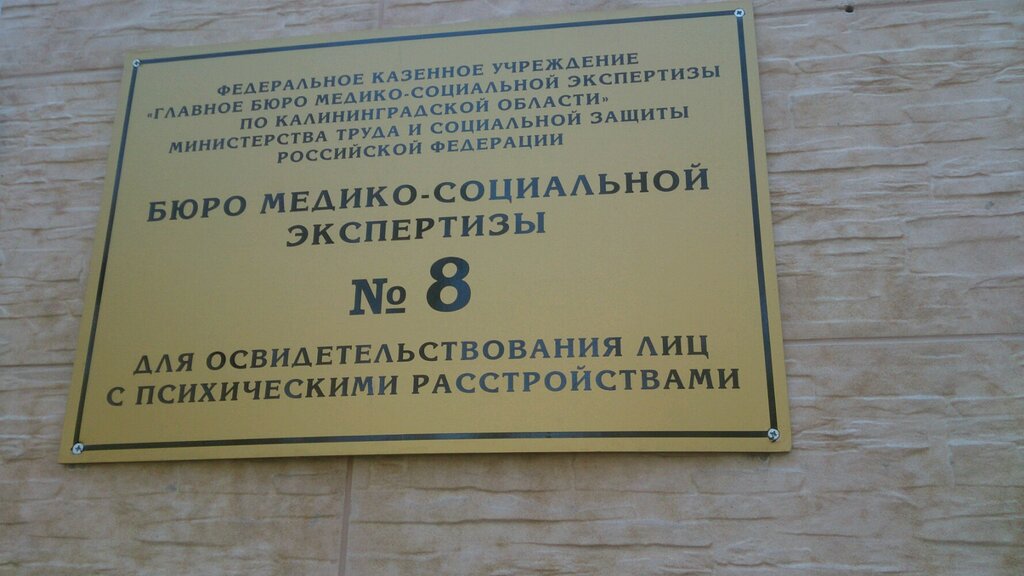 ФЕДЕРАЛЬНОЕ КАЗЕННОЕ УЧРЕЖДЕНИЕ
«ГЛАВНОЕ БЮРО МЕДИКО-СОЦИАЛЬНОЙ ЭКСПЕРТИЗЫ
ПО КАЛИНИНГРАДСКОЙ ОБЛАСТИ»
МИНИСТЕРСТВА ТРУДА И СОЦИАЛЬНОЙ ЗАЩИТЫ
РОССИЙСКОЙ ФЕДЕРАЦИИ
БЮРО МЕДИКО-СОЦИАЛЬНОЙ
ЭКСПЕРТИЗЫ
№ 8
ДЛЯ ОСВИДЕТЕЛЬСТВОВАНИЯ ЛИЦ
С ПСИХИЧЕСКИМИ РАССТРОЙСТВАМИ